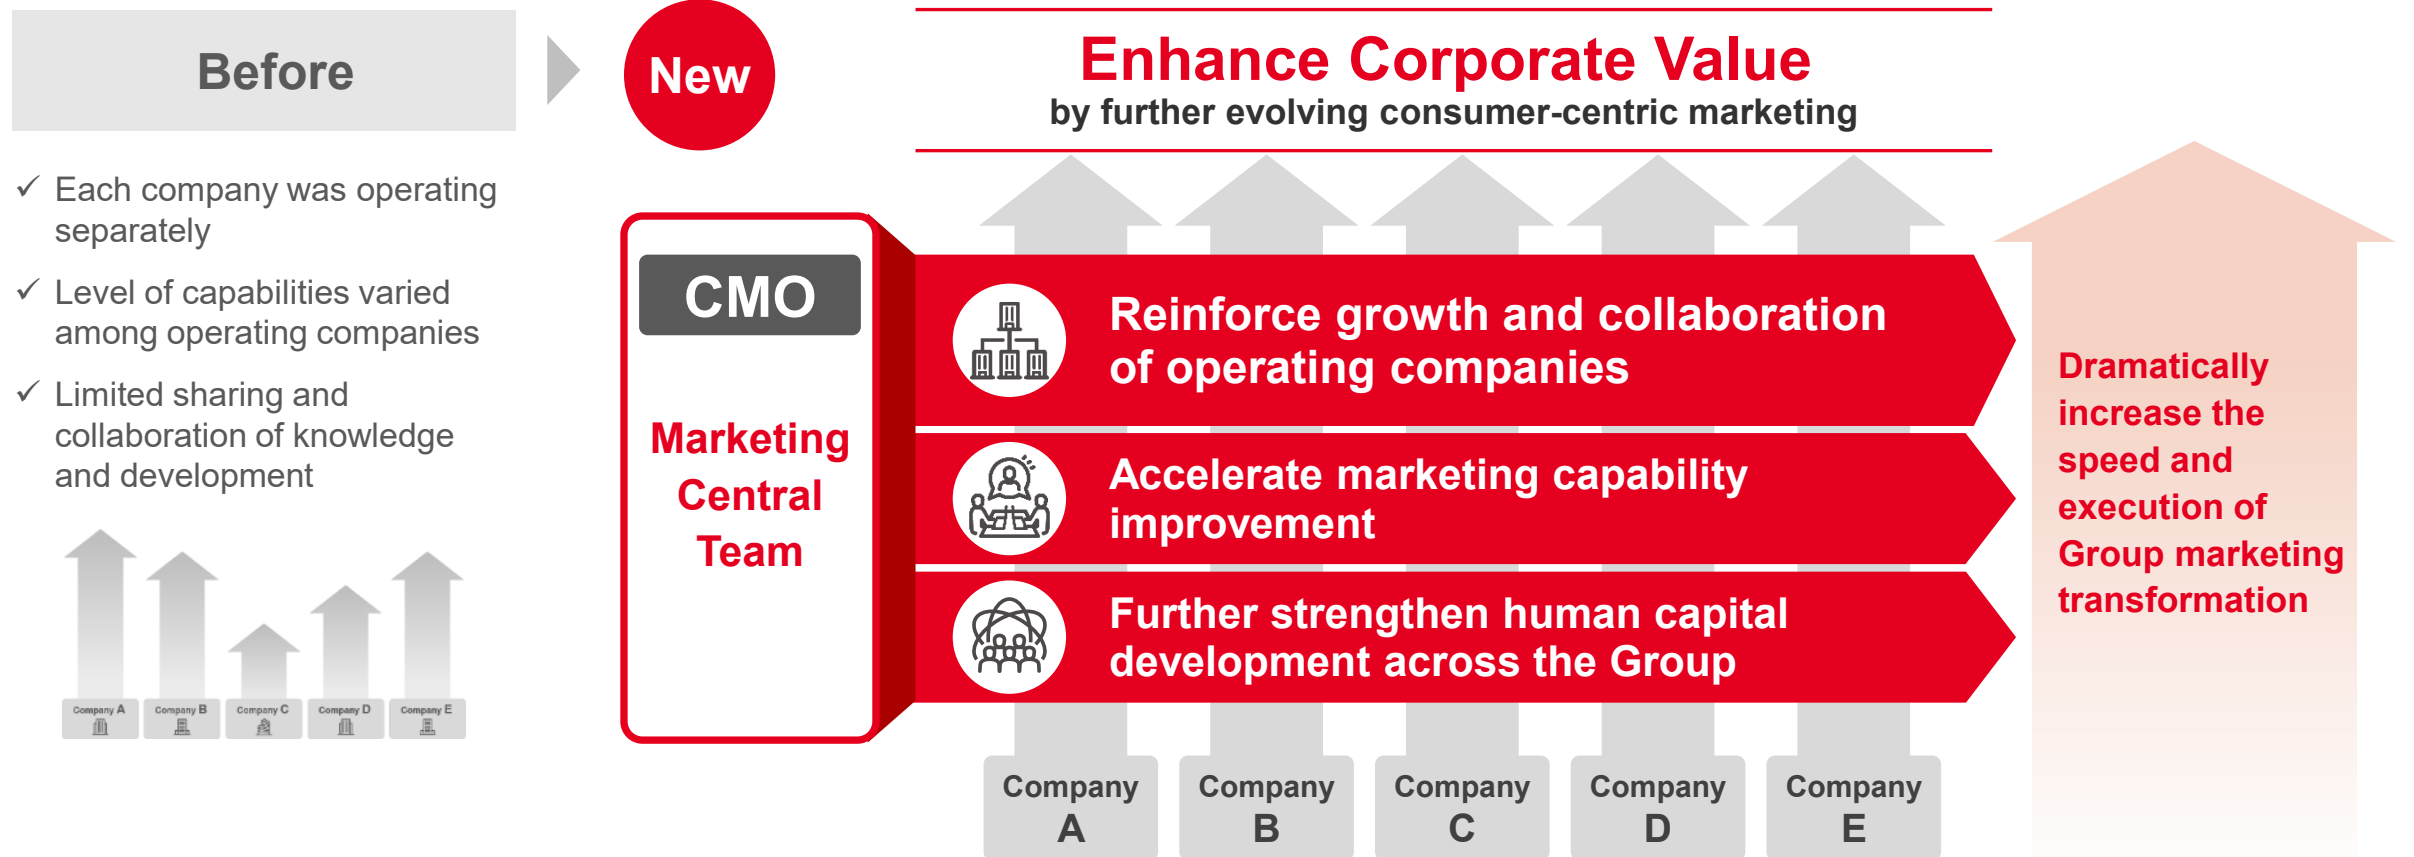 Before
Each company was operating
separately
Level of capabilities varied
among operating companies
Limited sharing and
collaboration of knowledge
and development
Company A
Company B
Company C
Company D
Company E
New
Enhance Corporate Value
by further evolving consumer-centric marketing
CMO
Marketing
Central
Team
Reinforce growth and collaboration
of operating companies
Accelerate marketing capability
improvement
Further strengthen human capital
development across the Group
Company
A
Company
B
Company
C
Company
D
Company
E
Dramatically
increase the
speed and
execution of
Group marketing
transformation